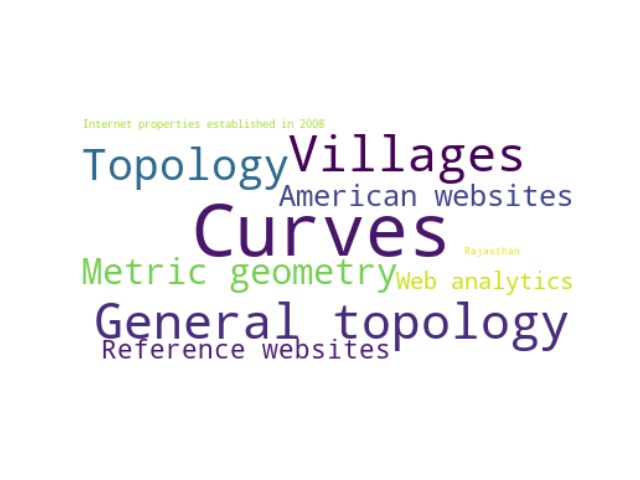 Internet properties established in 2008
Topology
Villages
American websites
Curves
Rajasthan
Metric geometry
Web analytics
General topology
Reference websites